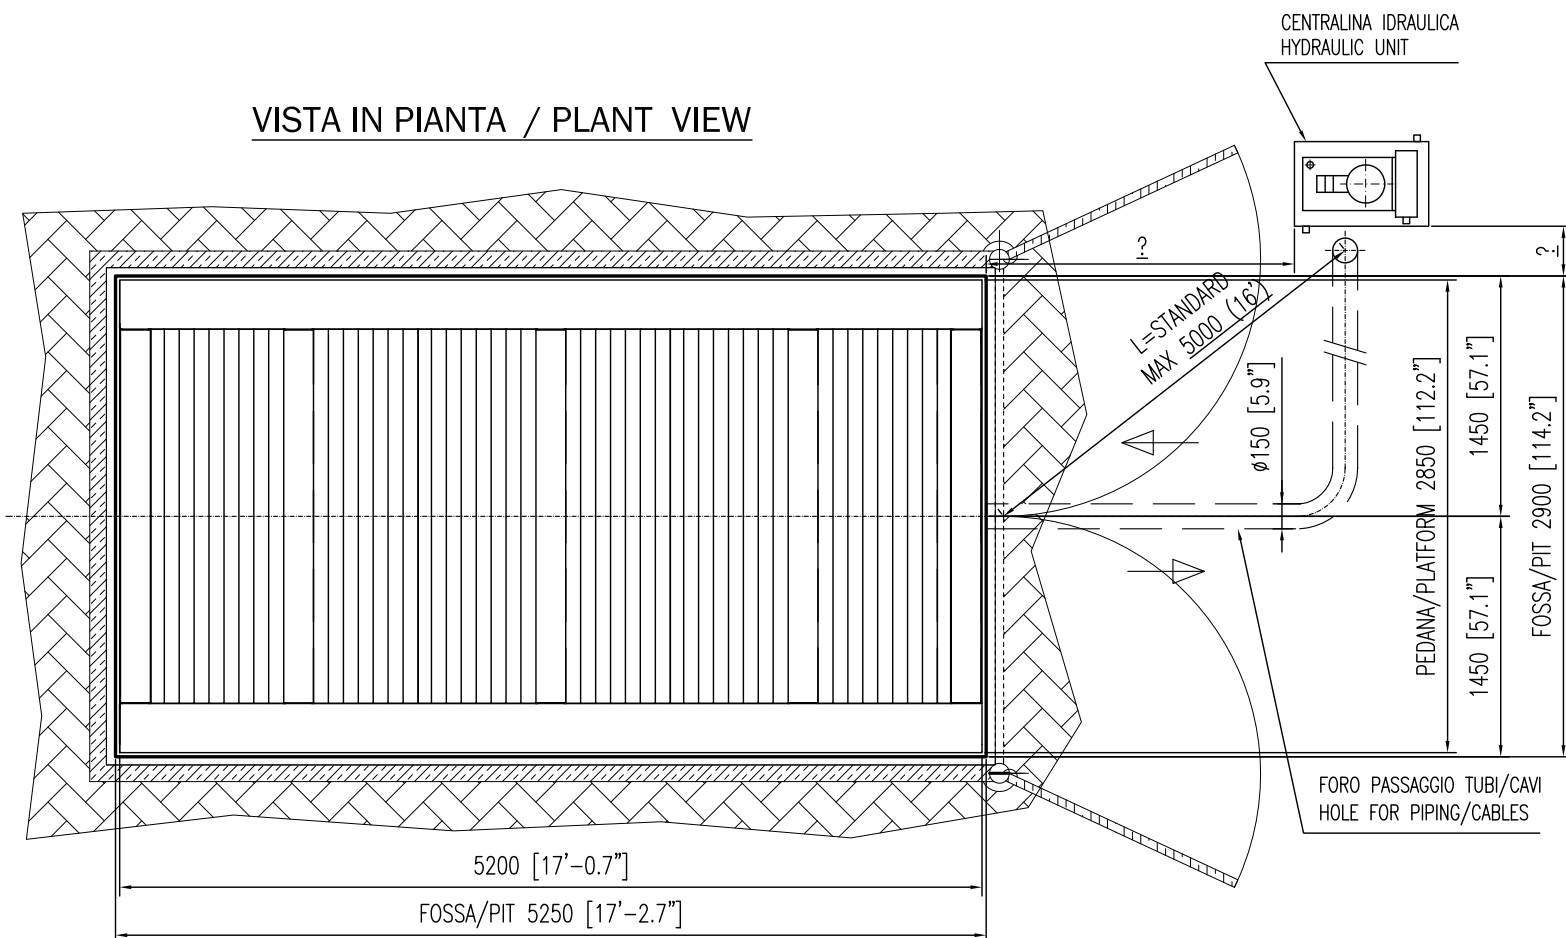 CENTRALINA IDRAULICA
HYDRAULIC UNIT
VISTA IN PIANTA / PLANT VIEW
?
?
L=STANDARD
MAX 5000 (16')
ø150 [5.9"]
PEDANA/PLATFORM 2850 [112.2"]
1450 [57.1"]
1450 [57.1"]
FOSSA/PIT 2900 [114.2"]
FORO PASSAGGIO TUBI/CAVI
HOLE FOR PIPING/CABLES
5200 [17'-0.7"]
FOSSA/PIT 5250 [17'-2.7"]